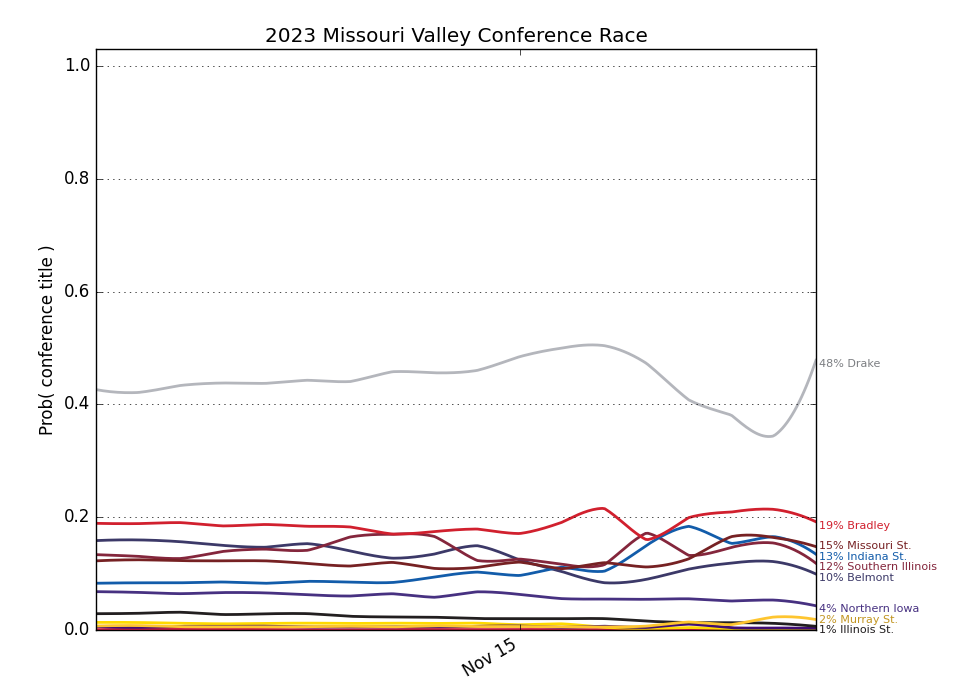 2023 Missouri Valley Conference Race
Prob( conference title )
1.0
0.8
0.6
0.4
0.2
0.0
Nov 15
48% Drake
19% Bradley
15% Missouri St.
13% Indiana St.
12% Southern Illinois
10% Belmont
4% Northern Iowa
2% Murray St.
1% Illinois St.